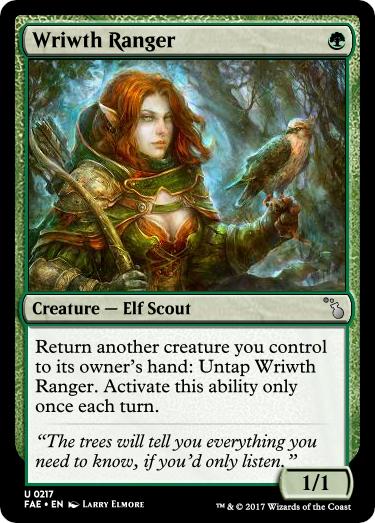 Wriwth Ranger
Creature — Elf Scout
Return another creature you control
to its owner's hand: Untap Wriwth
Ranger. Activate this ability only
once each turn.
“The trees will tell you everything you
need to know, if you'd only listen.”
1/1
U 0217
FAE • EN Larry Elmore
™ & © 2017 Wizards of the Coast